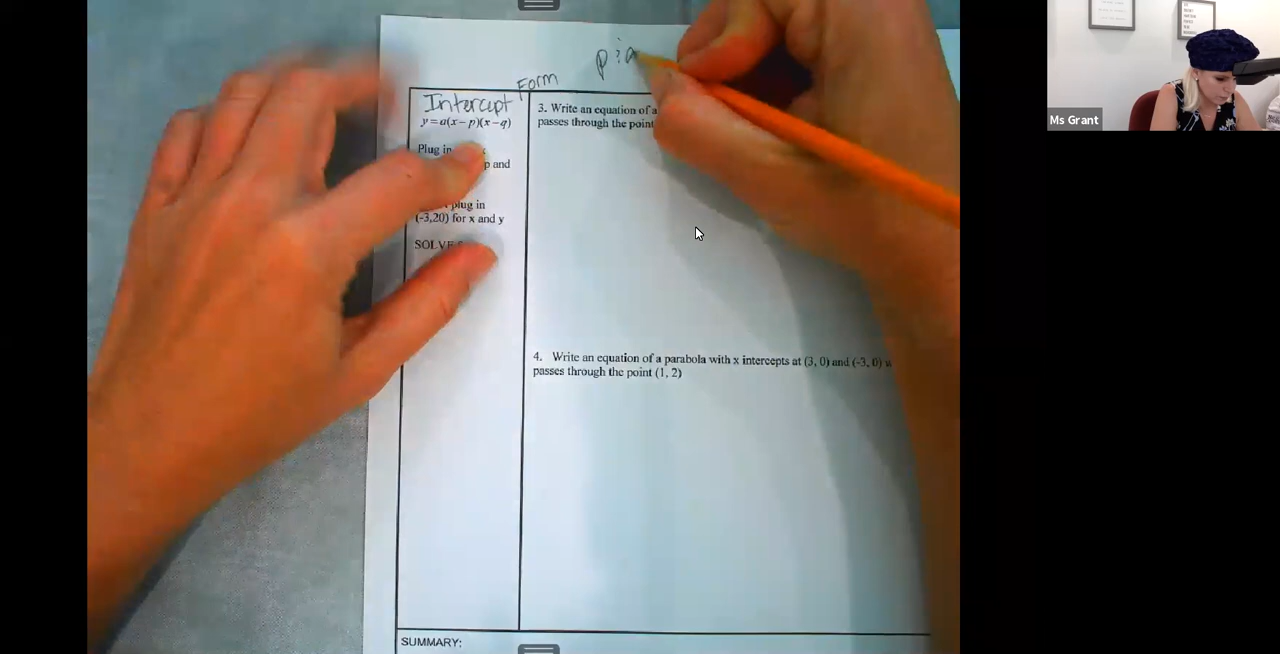 Form
Intercept
y = a(x − p)(x − q)
Plug in
p and
plug in
(-3,20) for x and y
SOLVE
3. Write an equation of a
passes through the point
4. Write an equation of a parabola with x intercepts at (3, 0) and (-3, 0)
passes through the point (1, 2)
SUMMARY:
Ms Grant